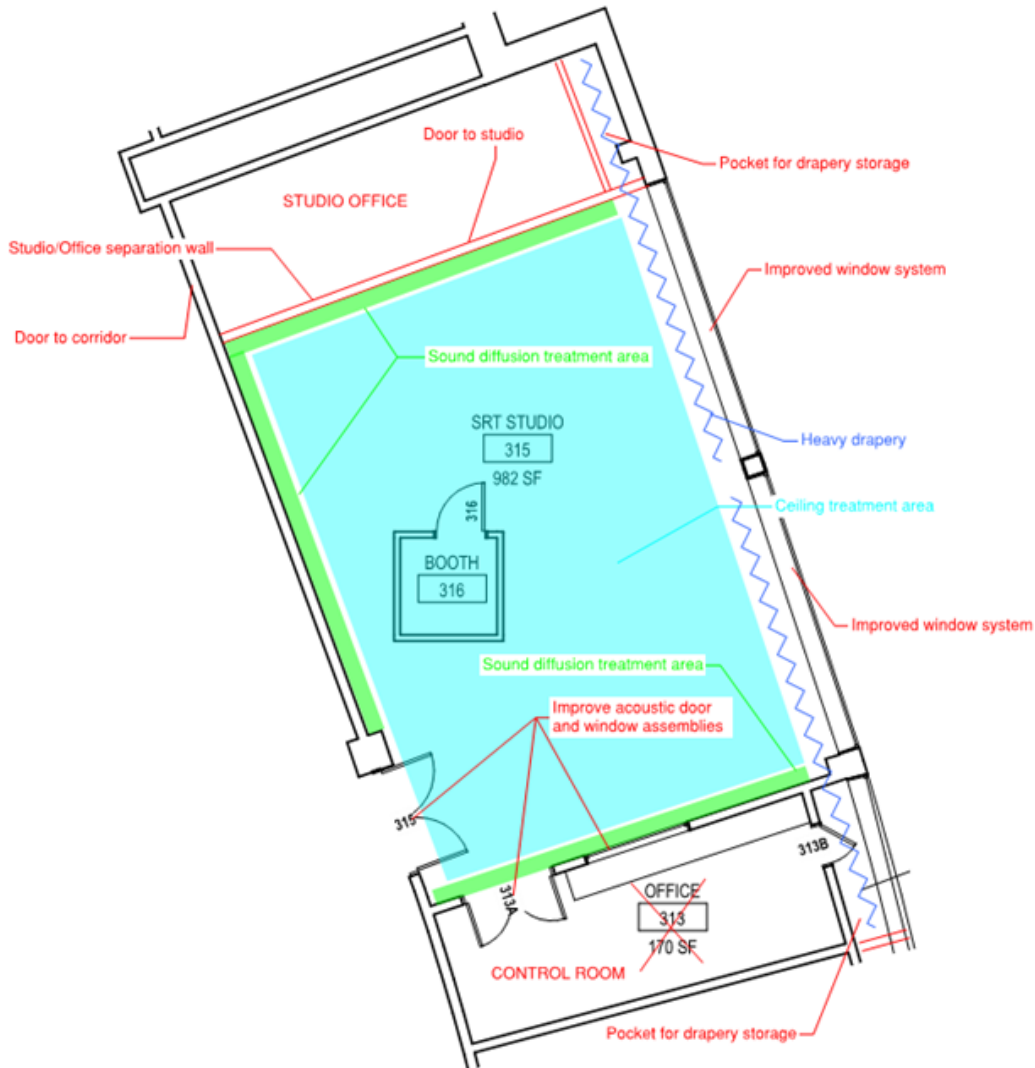 Door to studio
Pocket for drapery storage
STUDIO OFFICE
Studio/Office separation wall
Improved window system
Door to corridor
Sound diffusion treatment area
SRT STUDIO
315
982 SF
Heavy drapery
316
Ceiling treatment area
BOOTH
316
Improved window system
Sound diffusion treatment area
Improve acoustic door
and window assemblies
315
313B
313A
OFFICE
313
170 SF
CONTROL ROOM
Pocket for drapery storage